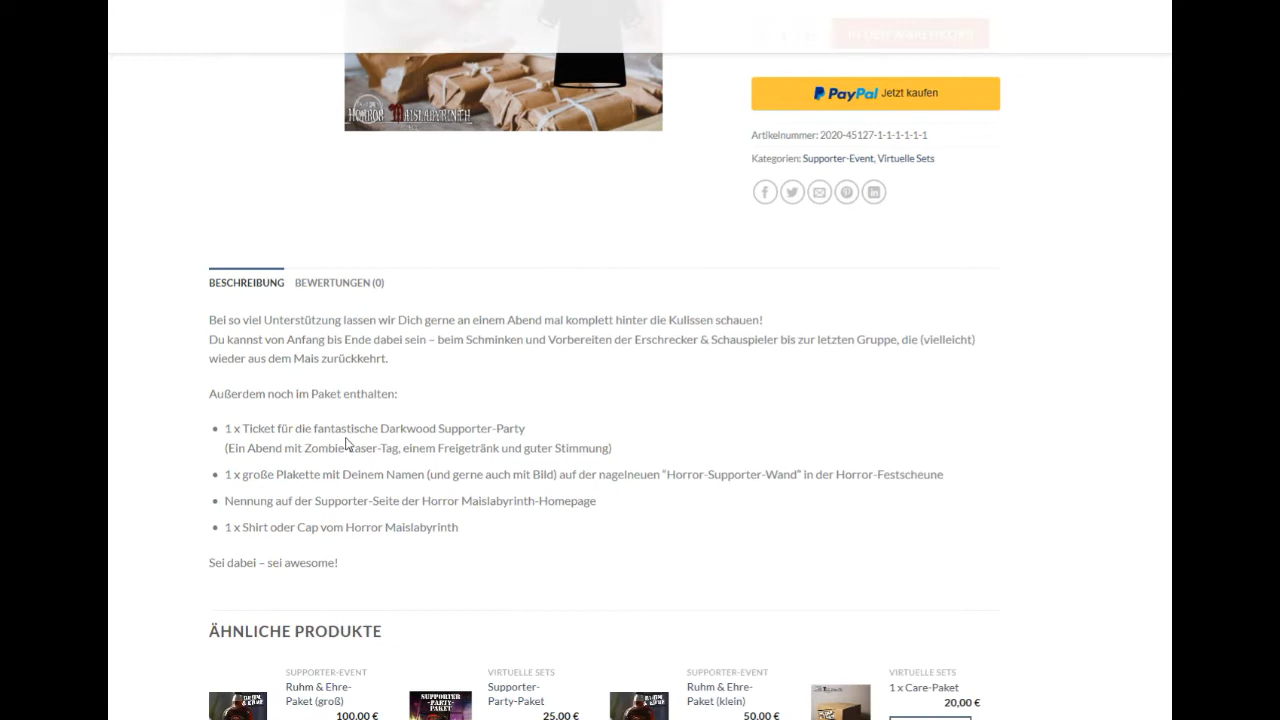 IN DEN WARENKORB
HORROR MAISLABYRINTH
PayPal Jetzt kaufen
Artikelnummer: 2020-45127-1-1-1-1-1-1
Kategorien: Supporter-Event, Virtuelle Sets
BESCHREIBUNG BEWERTUNGEN (0)
Bei so viel Unterstützung lassen wir Dich gerne an einem Abend mal komplett hinter die Kulissen schauen!
Du kannst von Anfang bis Ende dabei sein – beim Schminken und Vorbereiten der Erschrecker & Schauspieler bis zur letzten Gruppe, die (vielleicht)
wieder aus dem Mais zurückkehrt.
Außerdem noch im Paket enthalten:
1 x Ticket für die fantastische Darkwood Supporter-Party
(Ein Abend mit Zombie-Laser-Tag, einem Freigetränk und guter Stimmung)
1 x große Plakette mit Deinem Namen (und gerne auch mit Bild) auf der nagelneuen “Horror-Supporter-Wand” in der Horror-Festscheune
Nennung auf der Supporter-Seite der Horror Maislabyrinth-Homepage
1 x Shirt oder Cap vom Horror Maislabyrinth
Sei dabei – sei awesome!
ÄHNLICHE PRODUKTE
SUPPORTER-EVENT
Ruhm & Ehre-
Paket (groß)
100,00 €
SUPPORTER
PARTY-
PAKET
VIRTUELLE SETS
Supporter-
Party-Paket
25,00 €
SUPPORTER-EVENT
Ruhm & Ehre-
Paket (klein)
50,00 €
VIRTUELLE SETS
1 x Care-Paket
20,00 €